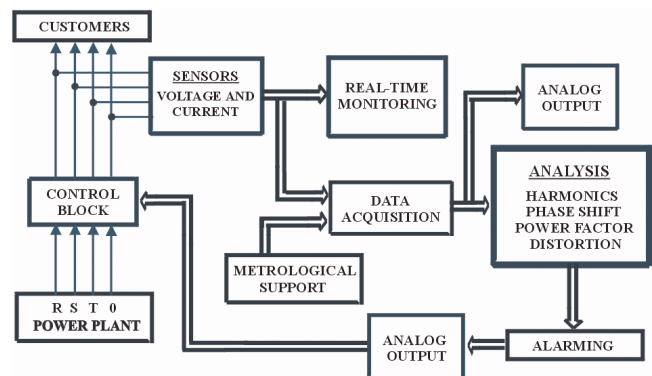 CUSTOMERS
SENSORS
VOLTAGE AND
CURRENT
REAL-TIME
MONITORING
ANALOG
OUTPUT
ANALYSIS
HARMONICS
PHASE SHIFT
POWER FACTOR
DISTORTION
CONTROL
BLOCK
DATA
ACQUISITION
METROLOGICAL
SUPPORT
R S T 0
POWER PLANT
ANALOG
OUTPUT
ALARMING